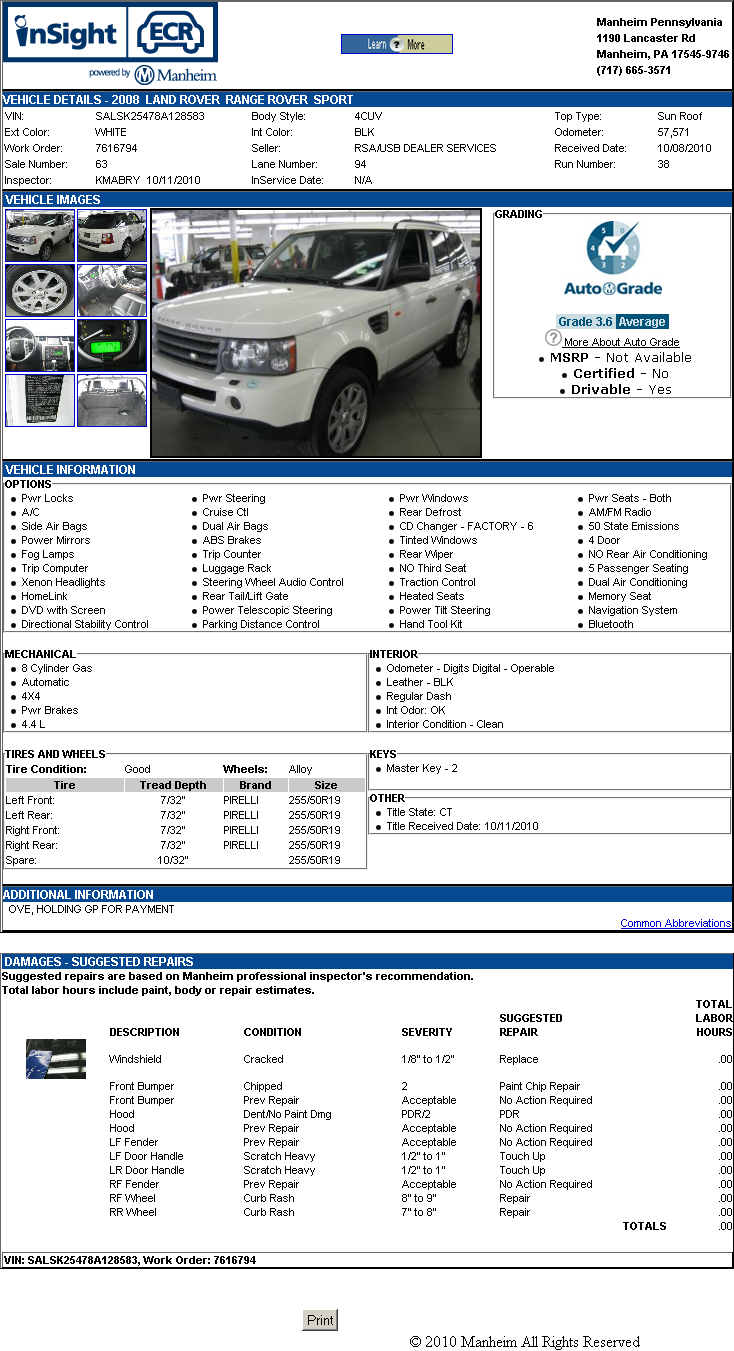 inSight ECR
powered by Manheim
Learn ? More
Manheim Pennsylvania
1190 Lancaster Rd
Manheim, PA 17545-9746
(717) 665-3571
VEHICLE DETAILS - 2008 LAND ROVER RANGE ROVER SPORT
VIN: SALSK25478A128583 Body Style: 4CUV Top Type: Sun Roof
Ext Color: WHITE Int Color: BLK Odometer: 57,571
Work Order: 7616794 Seller: RSA/USB DEALER SERVICES Received Date: 10/08/2010
Sale Number: 63 Lane Number: 94 Run Number: 38
Inspector: KMABRY 10/11/2010 InService Date: N/A
VEHICLE IMAGES
GRADING
5 0 1 4 3 2
AutoGrade
Grade 3.6 Average
? More About Auto Grade
• MSRP - Not Available
• Certified - No
• Drivable - Yes
RANGE ROVER
VEHICLE INFORMATION
OPTIONS
• Pwr Locks • Pwr Steering • Pwr Windows • Pwr Seats - Both
• A/C • Cruise Ctl • Rear Defrost • AM/FM Radio
• Side Air Bags • Dual Air Bags • CD Changer - FACTORY - 6 • 50 State Emissions
• Power Mirrors • ABS Brakes • Tinted Windows • 4 Door
• Fog Lamps • Trip Counter • Rear Wiper • NO Rear Air Conditioning
• Trip Computer • Luggage Rack • NO Third Seat • 5 Passenger Seating
• Xenon Headlights • Steering Wheel Audio Control • Traction Control • Dual Air Conditioning
• HomeLink • Rear Tail/Lift Gate • Heated Seats • Memory Seat
• DVD with Screen • Power Telescopic Steering • Power Tilt Steering • Navigation System
• Directional Stability Control • Parking Distance Control • Hand Tool Kit • Bluetooth
MECHANICAL
• 8 Cylinder Gas
• Automatic
• 4X4
• Pwr Brakes
• 4.4 L
INTERIOR
• Odometer - Digits Digital - Operable
• Leather - BLK
• Regular Dash
• Int Odor: OK
• Interior Condition - Clean
TIRES AND WHEELS
Tire Condition: Good Wheels: Alloy
Tire Tread Depth Brand Size
Left Front: 7/32" PIRELLI 255/50R19
Left Rear: 7/32" PIRELLI 255/50R19
Right Front: 7/32" PIRELLI 255/50R19
Right Rear: 7/32" PIRELLI 255/50R19
Spare: 10/32" 255/50R19
KEYS
• Master Key - 2
OTHER
• Title State: CT
• Title Received Date: 10/11/2010
ADDITIONAL INFORMATION
OVE, HOLDING GP FOR PAYMENT
Common Abbreviations
DAMAGES - SUGGESTED REPAIRS
Suggested repairs are based on Manheim professional inspector's recommendation.
Total labor hours include paint, body or repair estimates.
DESCRIPTION CONDITION SEVERITY SUGGESTED REPAIR TOTAL LABOR HOURS
Windshield Cracked 1/8" to 1/2" Replace .00
Front Bumper Chipped 2 Paint Chip Repair .00
Front Bumper Prev Repair Acceptable No Action Required .00
Hood Dent/No Paint Dmg PDR/2 PDR .00
Hood Prev Repair Acceptable No Action Required .00
LF Fender Prev Repair Acceptable No Action Required .00
LF Door Handle Scratch Heavy 1/2" to 1" Touch Up .00
LR Door Handle Scratch Heavy 1/2" to 1" Touch Up .00
RF Fender Prev Repair Acceptable No Action Required .00
RF Wheel Curb Rash 8" to 9" Repair .00
RR Wheel Curb Rash 7" to 8" Repair .00
TOTALS .00
VIN: SALSK25478A128583, Work Order: 7616794
Print
© 2010 Manheim All Rights Reserved